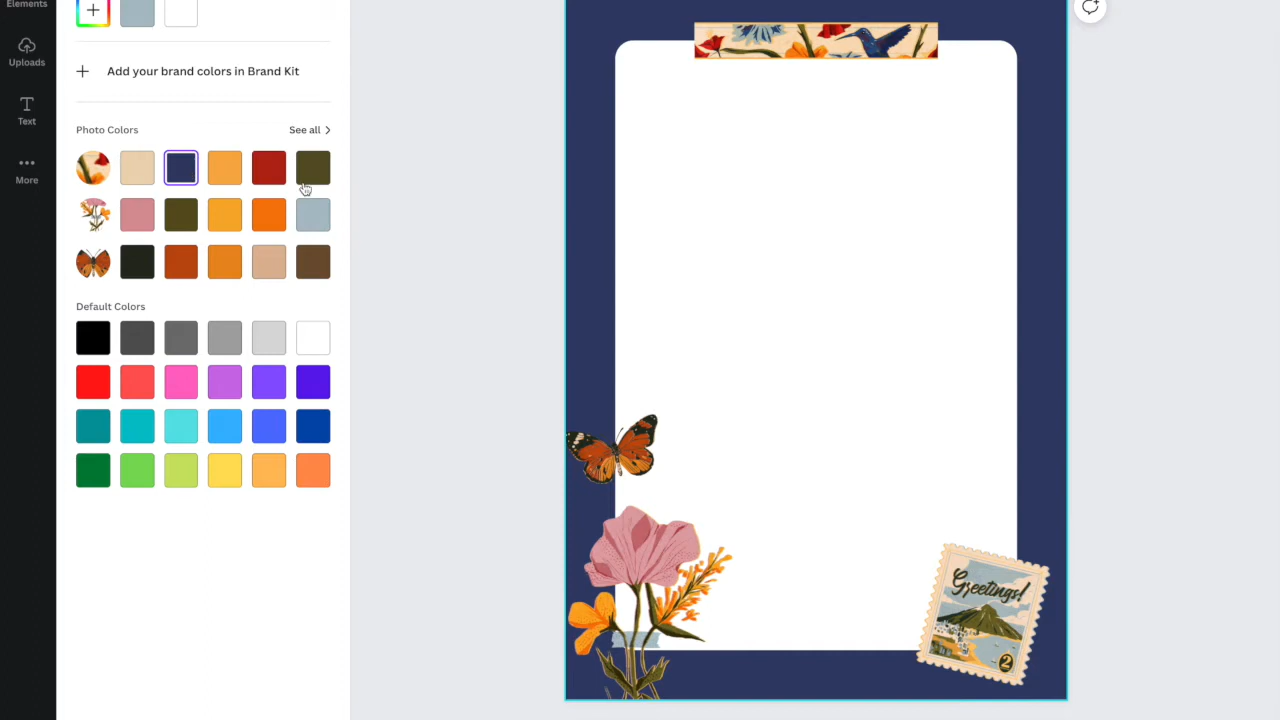 Elements
Uploads
Text
More
Add your brand colors in Brand Kit
Photo Colors
See all
Default Colors
Greetings!
2